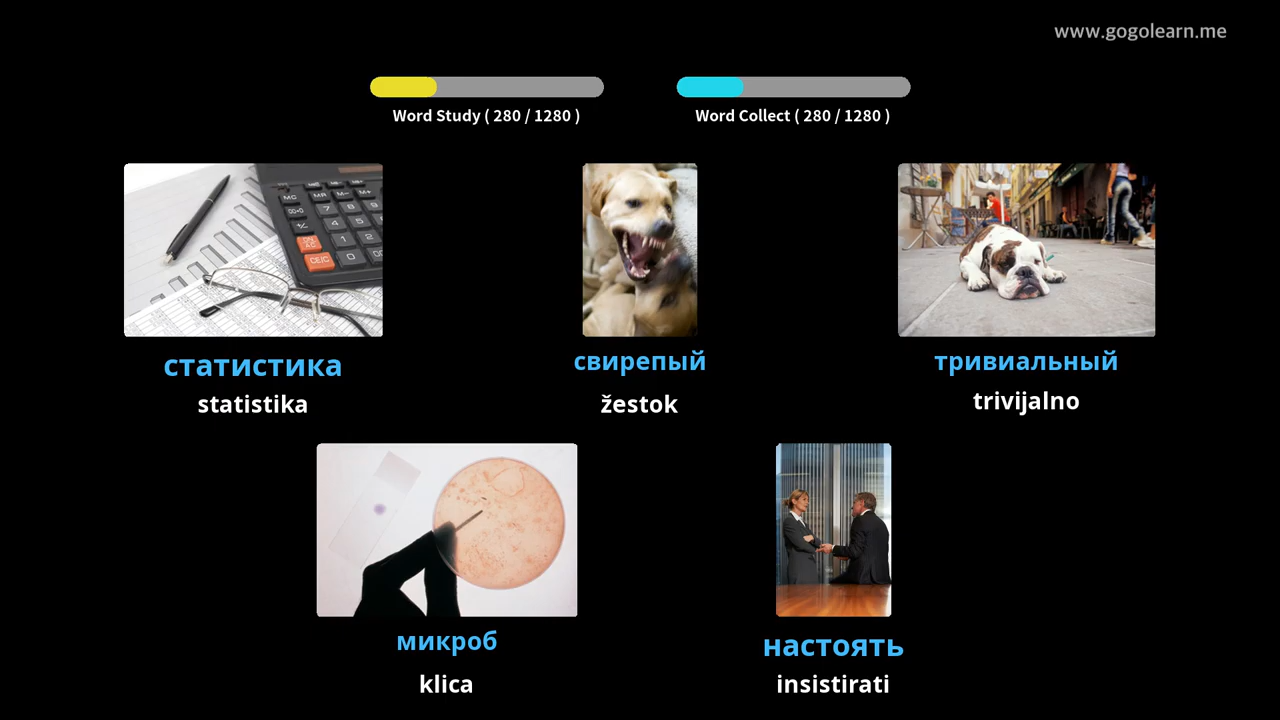 www.gogolearn.me
Word Study ( 280 / 1280 )
Word Collect ( 280 / 1280 )
статистика
statistika
свирепый
žestok
тривиальный
trivijalno
микроб
klica
настоять
insistirati